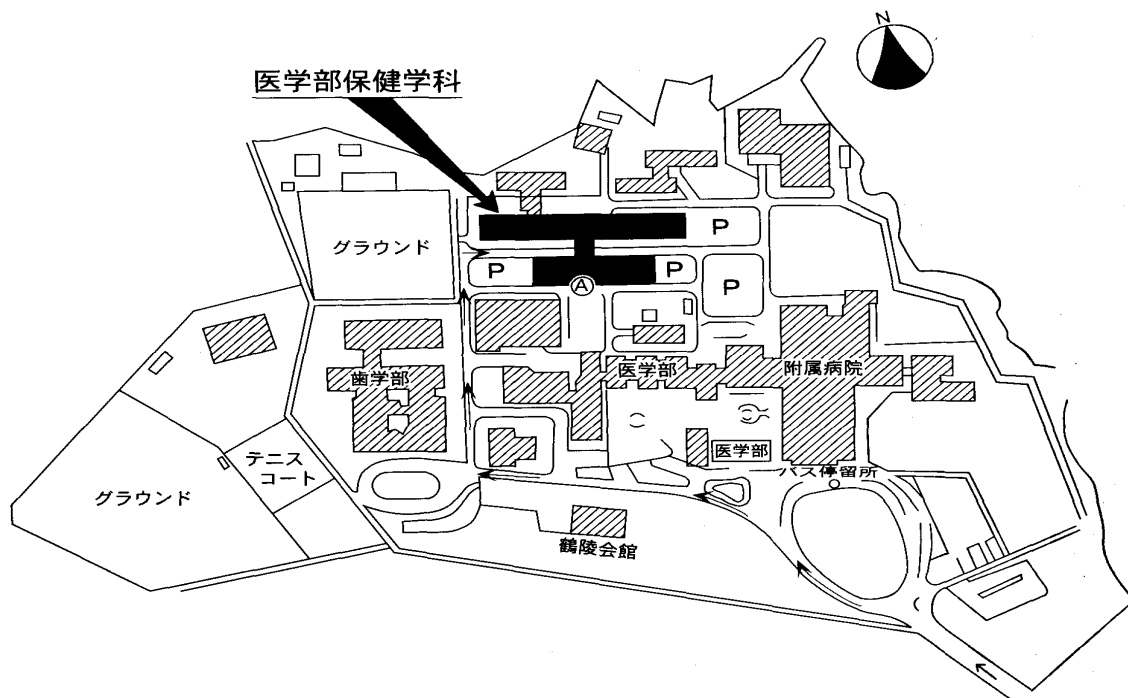 N
医学部保健学科
グラウンド
P
P
P
P
A
歯学部
医学部
附属病院
医学部
バス停留所
テニス
コート
グラウンド
鶴陵会館